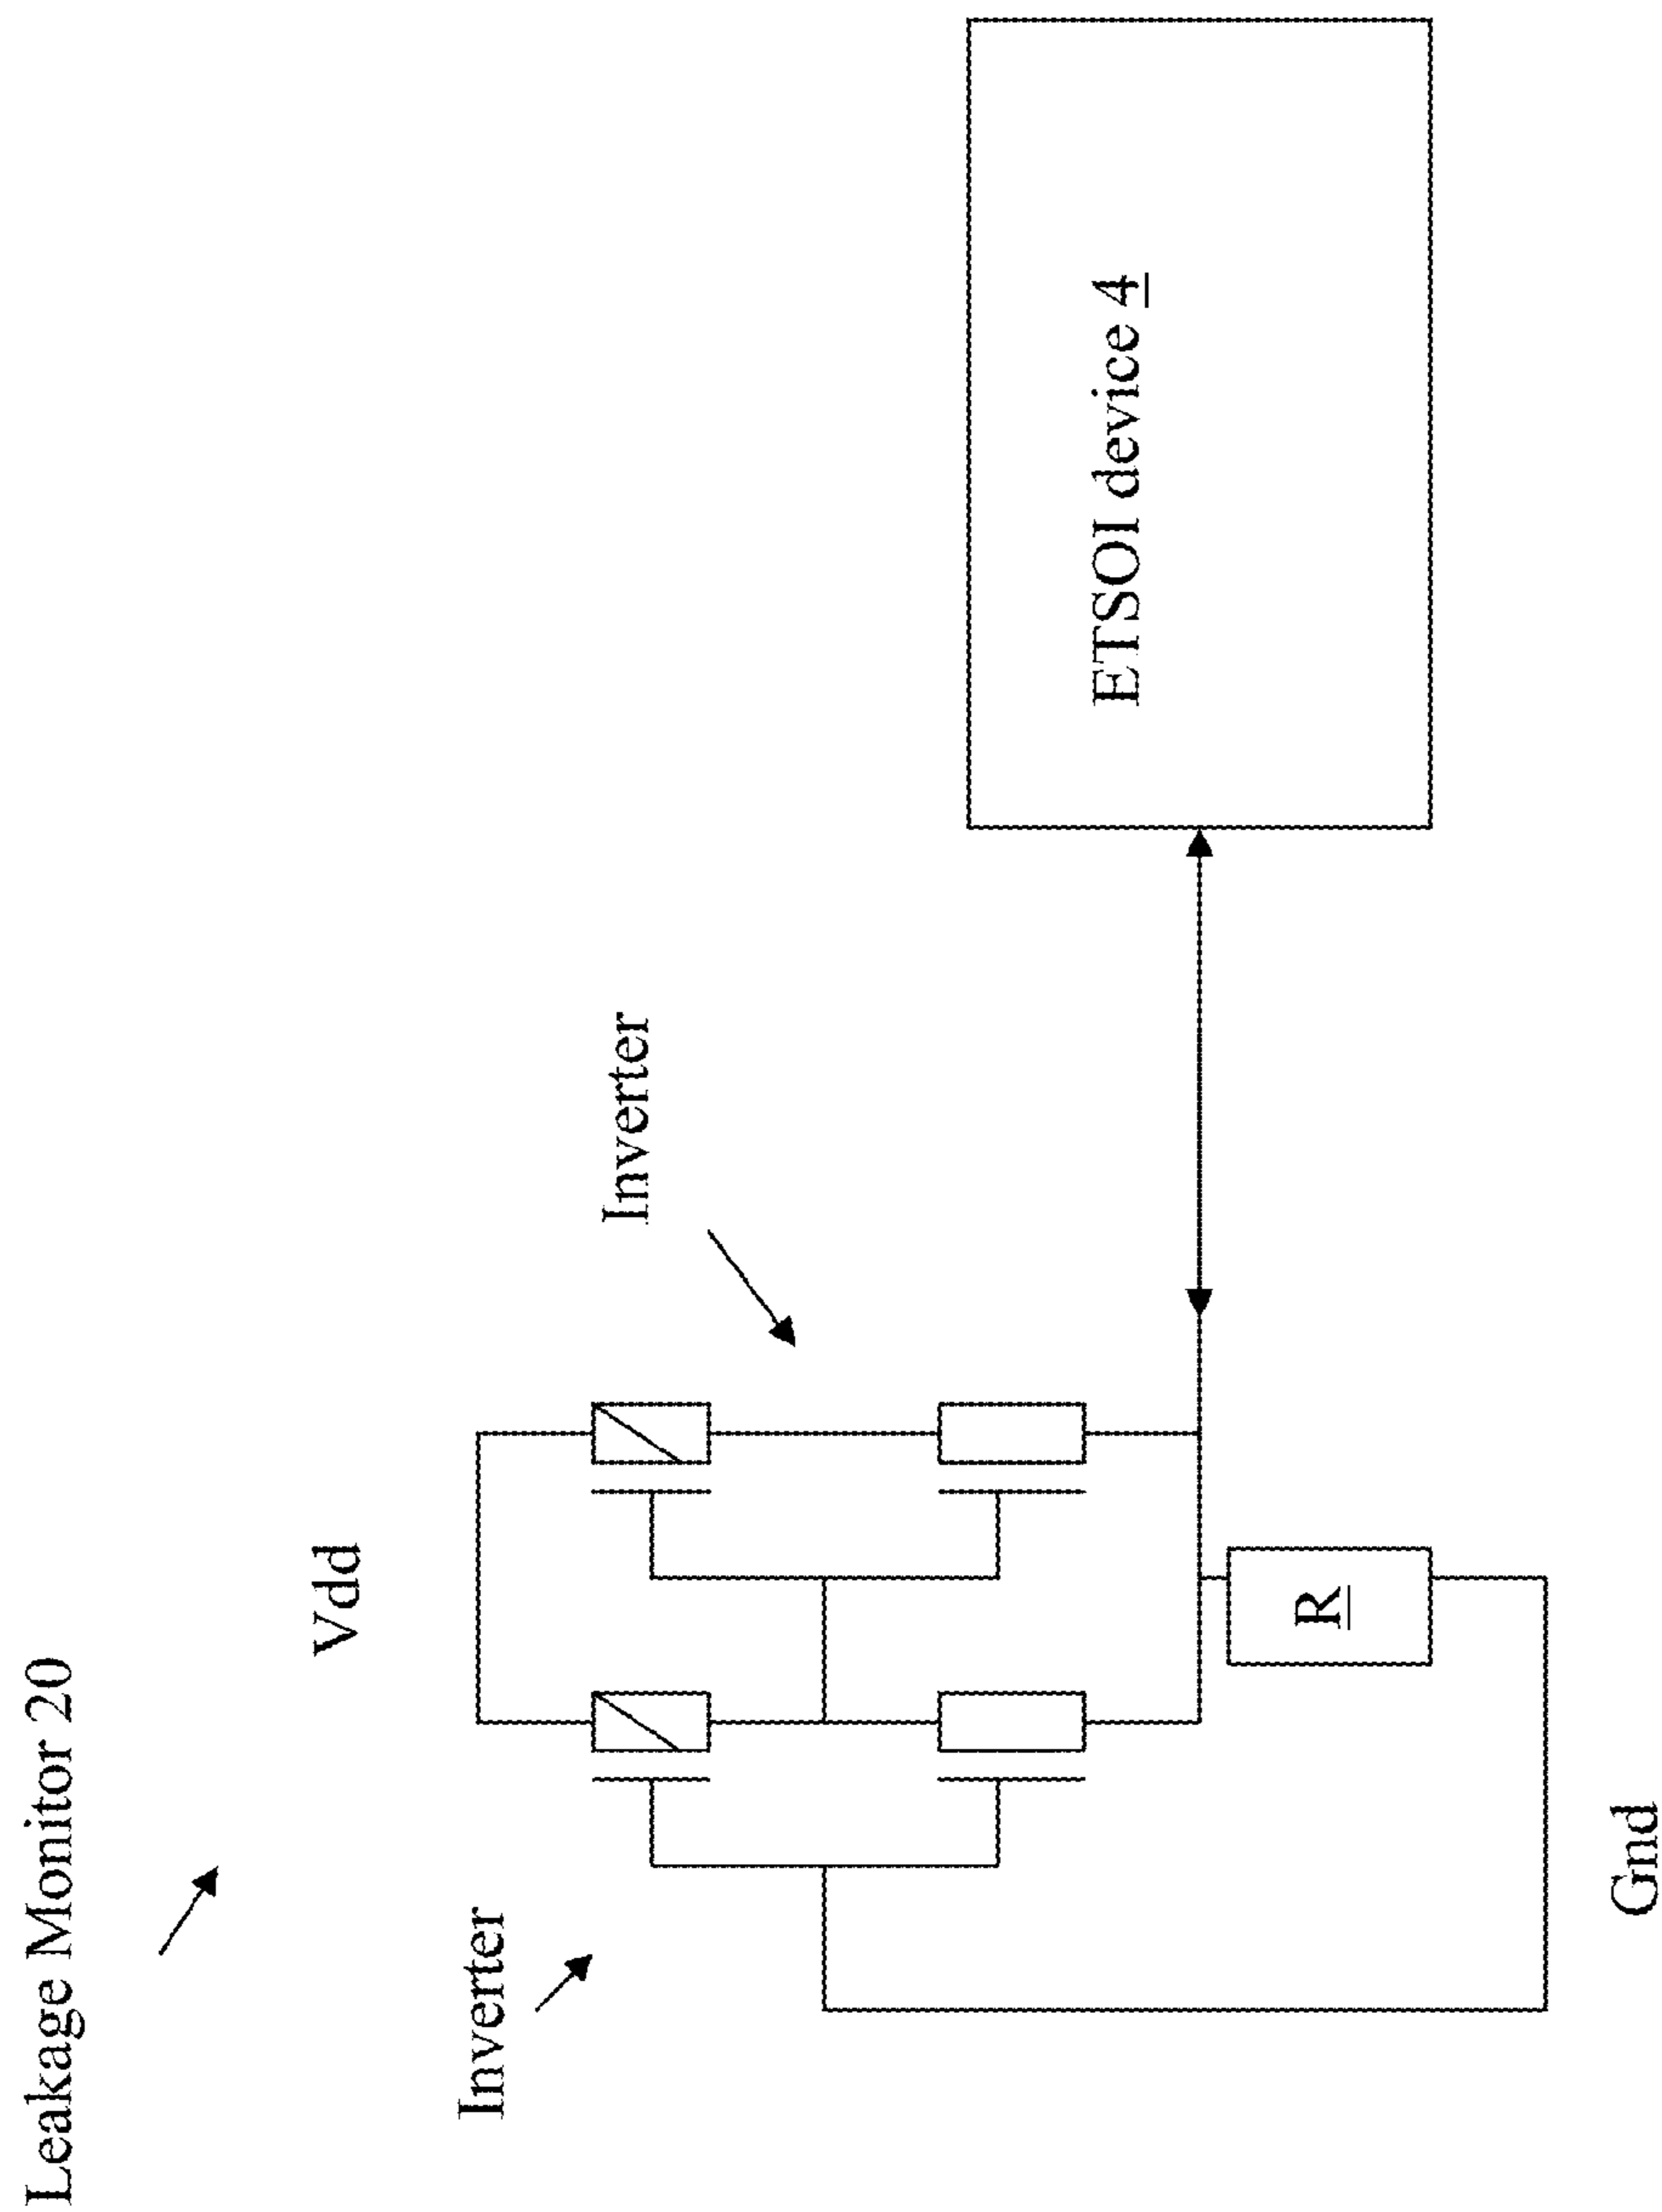 Leakage Monitor 20
Vdd
Inverter
Inverter
ETSOI device 4
R
Gnd